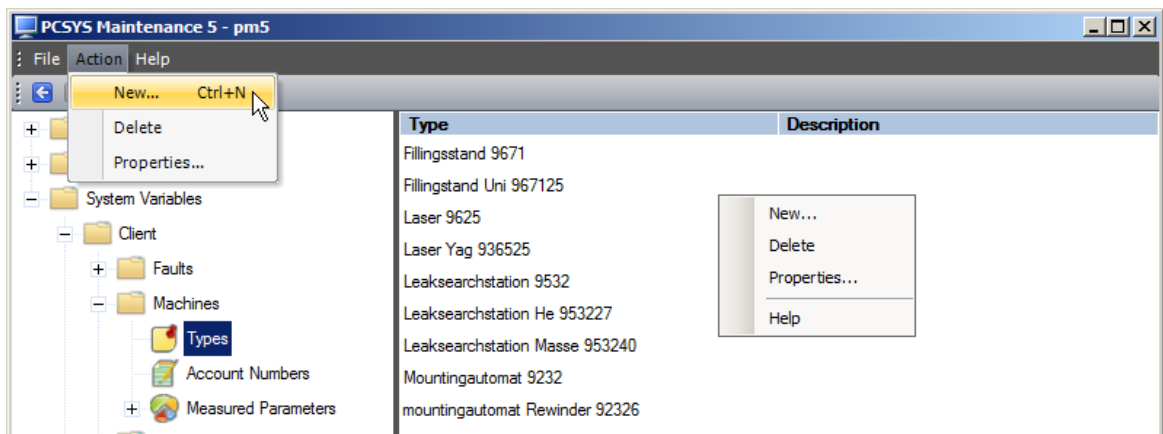 PCSYS Maintenance 5 - pm5
File Action Help
New... Ctrl+N
Delete
Properties...
System Variables
Client
Faults
Machines
Types
Account Numbers
Measured Parameters
Type Description
Fillingsstand 9671
Fillingstand Uni 967125
Laser 9625
Laser Yag 936525
Leaksearchstation 9532
Leaksearchstation He 953227
Leaksearchstation Masse 953240
Mountingautomat 9232
mountingautomat Rewinder 92326
New...
Delete
Properties...
Help